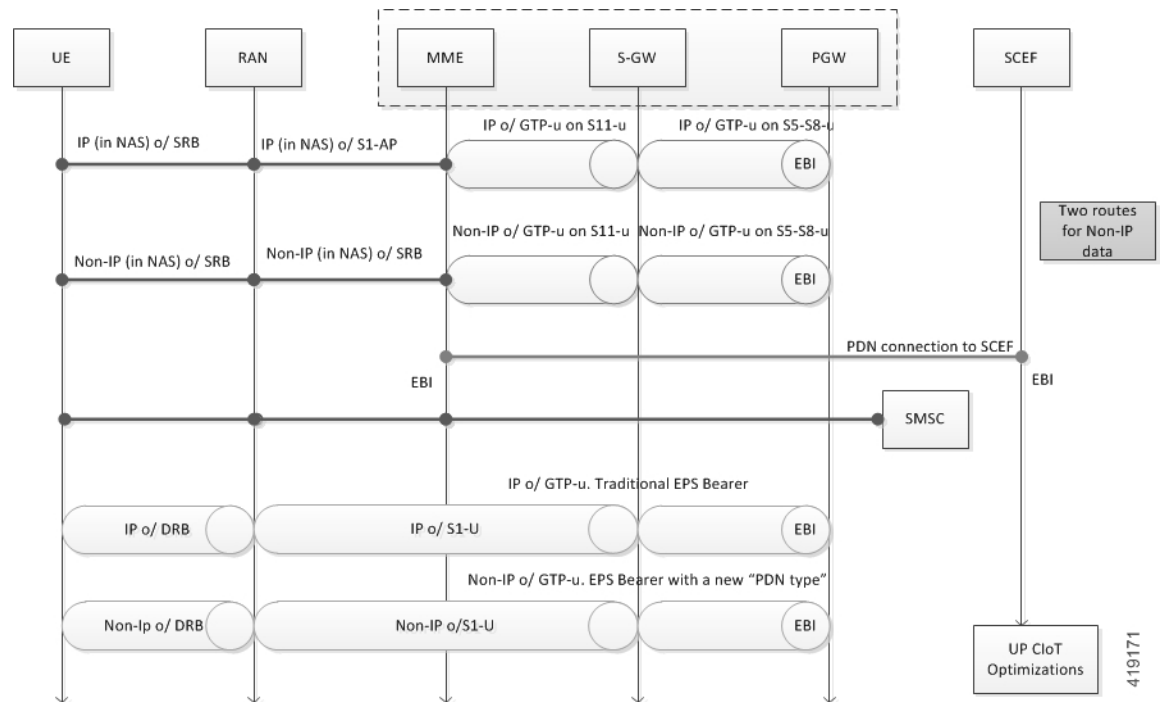 UE
RAN
MME
S-GW
PGW
SCEF
IP (in NAS) o/ SRB
IP (in NAS) o/ S1-AP
IP o/ GTP-u on S11-u
IP o/ GTP-u on S5-S8-u
EBI
Two routes
for Non-IP
data
Non-IP (in NAS) o/ SRB
Non-IP (in NAS) o/ SRB
Non-IP o/ GTP-u on S11-u
Non-IP o/ GTP-u on S5-S8-u
EBI
PDN connection to SCEF
EBI
EBI
SMSC
IP o/ GTP-u. Traditional EPS Bearer
IP o/ DRB
IP o/ S1-U
EBI
Non-IP o/ GTP-u. EPS Bearer with a new “PDN type”
Non-Ip o/ DRB
Non-IP o/S1-U
EBI
UP CIoT
Optimizations
419171